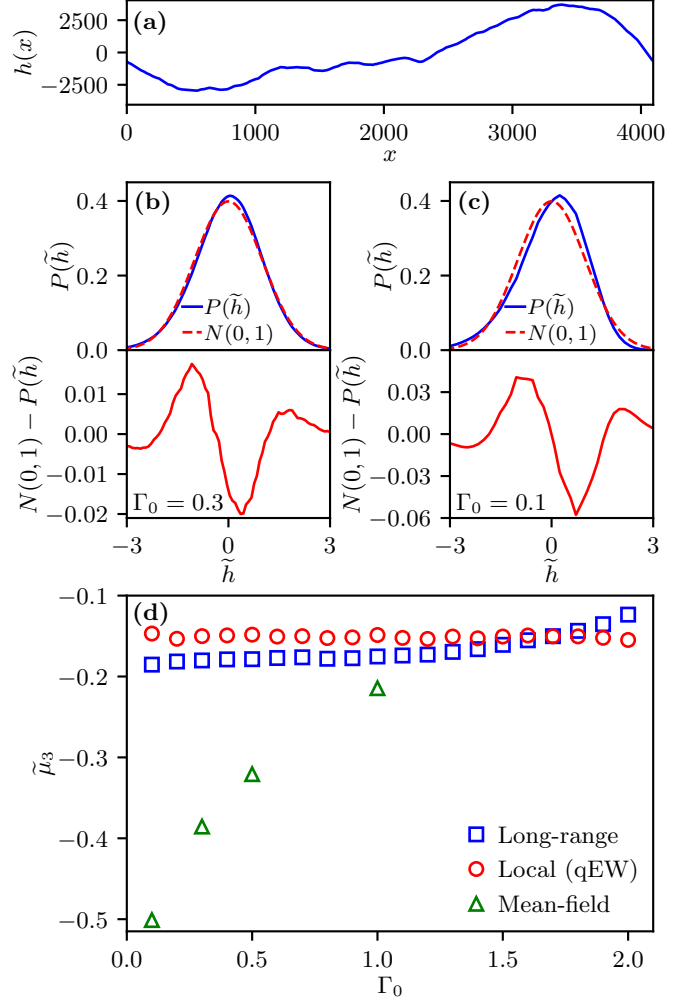 (a)
h(x)
2500
0
−2500
0 1000 2000 3000 4000
x
(b) (c)
P(h̃) P(h̃)
0.4 0.4
0.2 0.2
0.0 0.0
P(h̃) P(h̃)
N(0, 1) N(0, 1)
N(0, 1) − P(h̃) N(0, 1) − P(h̃)
0.01 0.03
0.00 0.00
−0.01 −0.03
−0.02 −0.06
Γ₀ = 0.3 Γ₀ = 0.1
−3 0 3 −3 0 3
h̃ h̃
(d)
μ̃₃
−0.1
−0.2
−0.3
−0.4
−0.5
Long-range
Local (qEW)
Mean-field
0.0 0.5 1.0 1.5 2.0
Γ₀